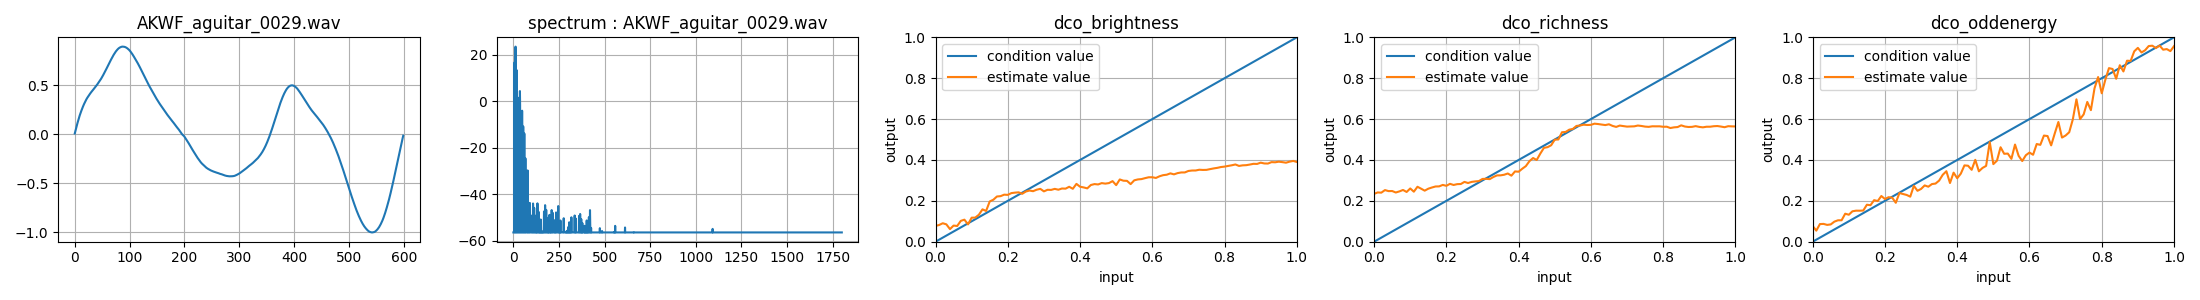 AKWF_aguitar_0029.wav
0.5
0.0
−0.5
−1.0
0 100 200 300 400 500 600
spectrum : AKWF_aguitar_0029.wav
20
0
−20
−40
−60
0 250 500 750 1000 1250 1500 1750
dco_brightness
condition value
estimate value
output
1.0
0.8
0.6
0.4
0.2
0.0
0.0 0.2 0.4 0.6 0.8 1.0
input
dco_richness
condition value
estimate value
output
1.0
0.8
0.6
0.4
0.2
0.0
0.0 0.2 0.4 0.6 0.8 1.0
input
dco_oddenergy
condition value
estimate value
output
1.0
0.8
0.6
0.4
0.2
0.0
0.0 0.2 0.4 0.6 0.8 1.0
input